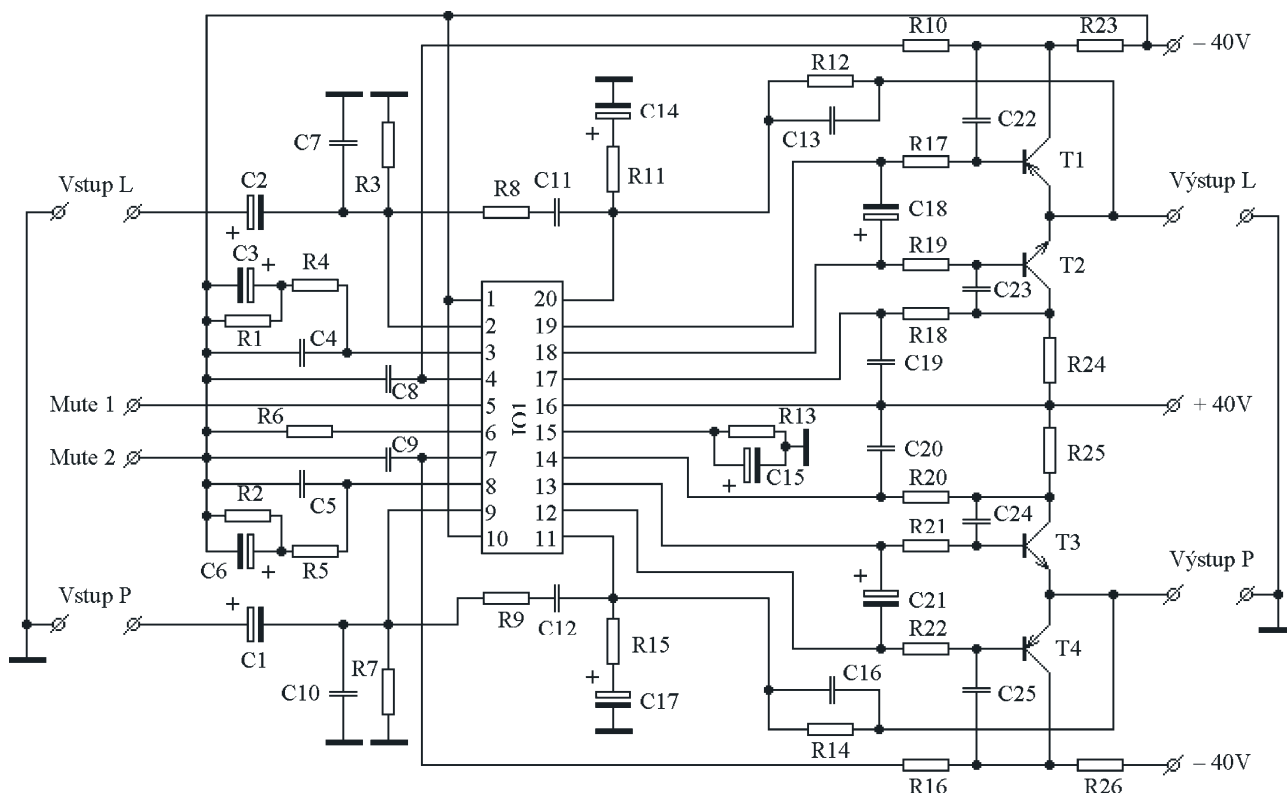 R10
R23
– 40V
R12
C14
C13
C22
C7
R3
R11
R17
T1
Vstup L
C2
R8
C11
Výstup L
C18
+
+
+
C3
+
R4
R19
T2
C23
R1
C4
R18
C19
R24
1
2
3
4
5
6
7
8
9
10
20
19
18
17
16
15
14
13
12
11
IO1
C8
Mute 1
R6
R13
+ 40V
Mute 2
C9
C20
R25
C15
+
R2
C5
R20
C24
C6
+
R5
R21
T3
Vstup P
+
+
Výstup P
C1
R9
C12
C21
R7
R15
R22
T4
C10
+
C17
C16
C25
R14
R16
R26
– 40V